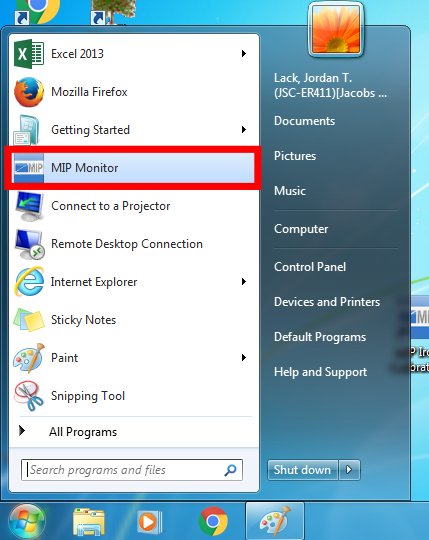 Excel 2013
Mozilla Firefox
Getting Started
MIP
MIP Monitor
Connect to a Projector
Remote Desktop Connection
Internet Explorer
Sticky Notes
Paint
Snipping Tool
All Programs
Search programs and files
Lack, Jordan T.
(JSC-ER411)[Jacobs ...
Documents
Pictures
Music
Computer
Control Panel
Devices and Printers
Default Programs
Help and Support
Shut down
MIP